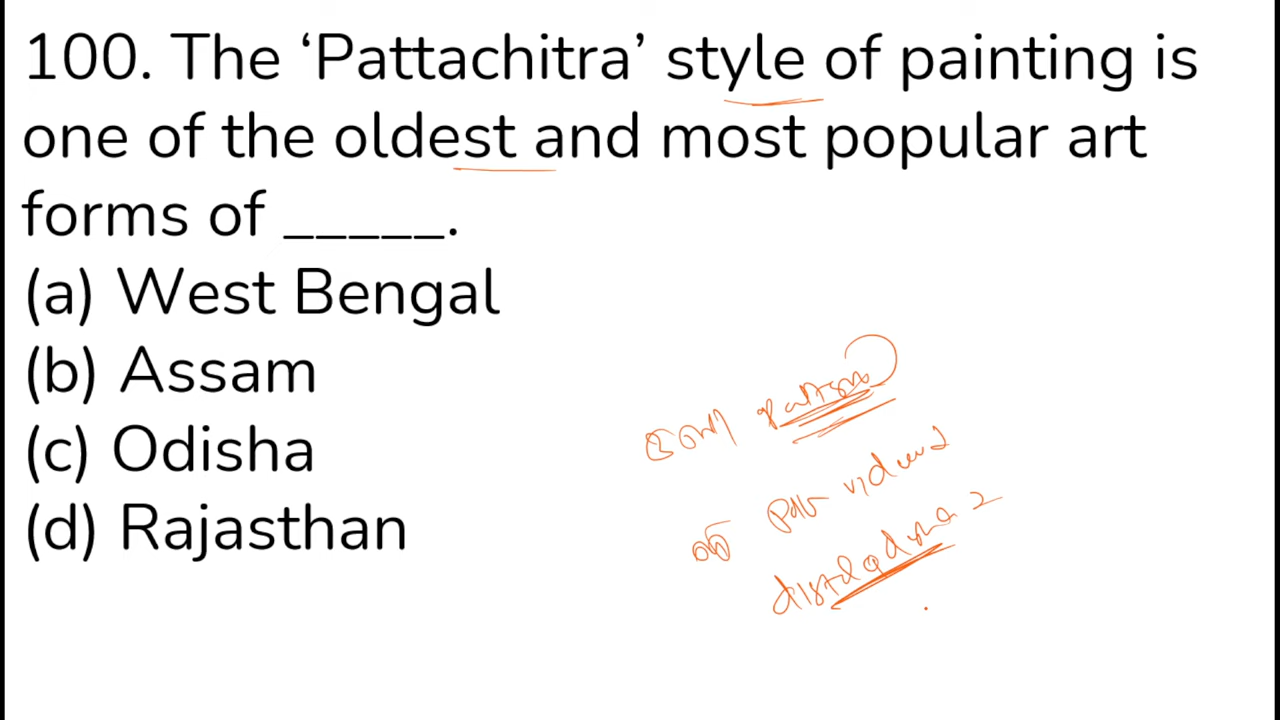 100. The ‘Pattachitra’ style of painting is
one of the oldest and most popular art
forms of _____.
(a) West Bengal
(b) Assam
(c) Odisha
(d) Rajasthan